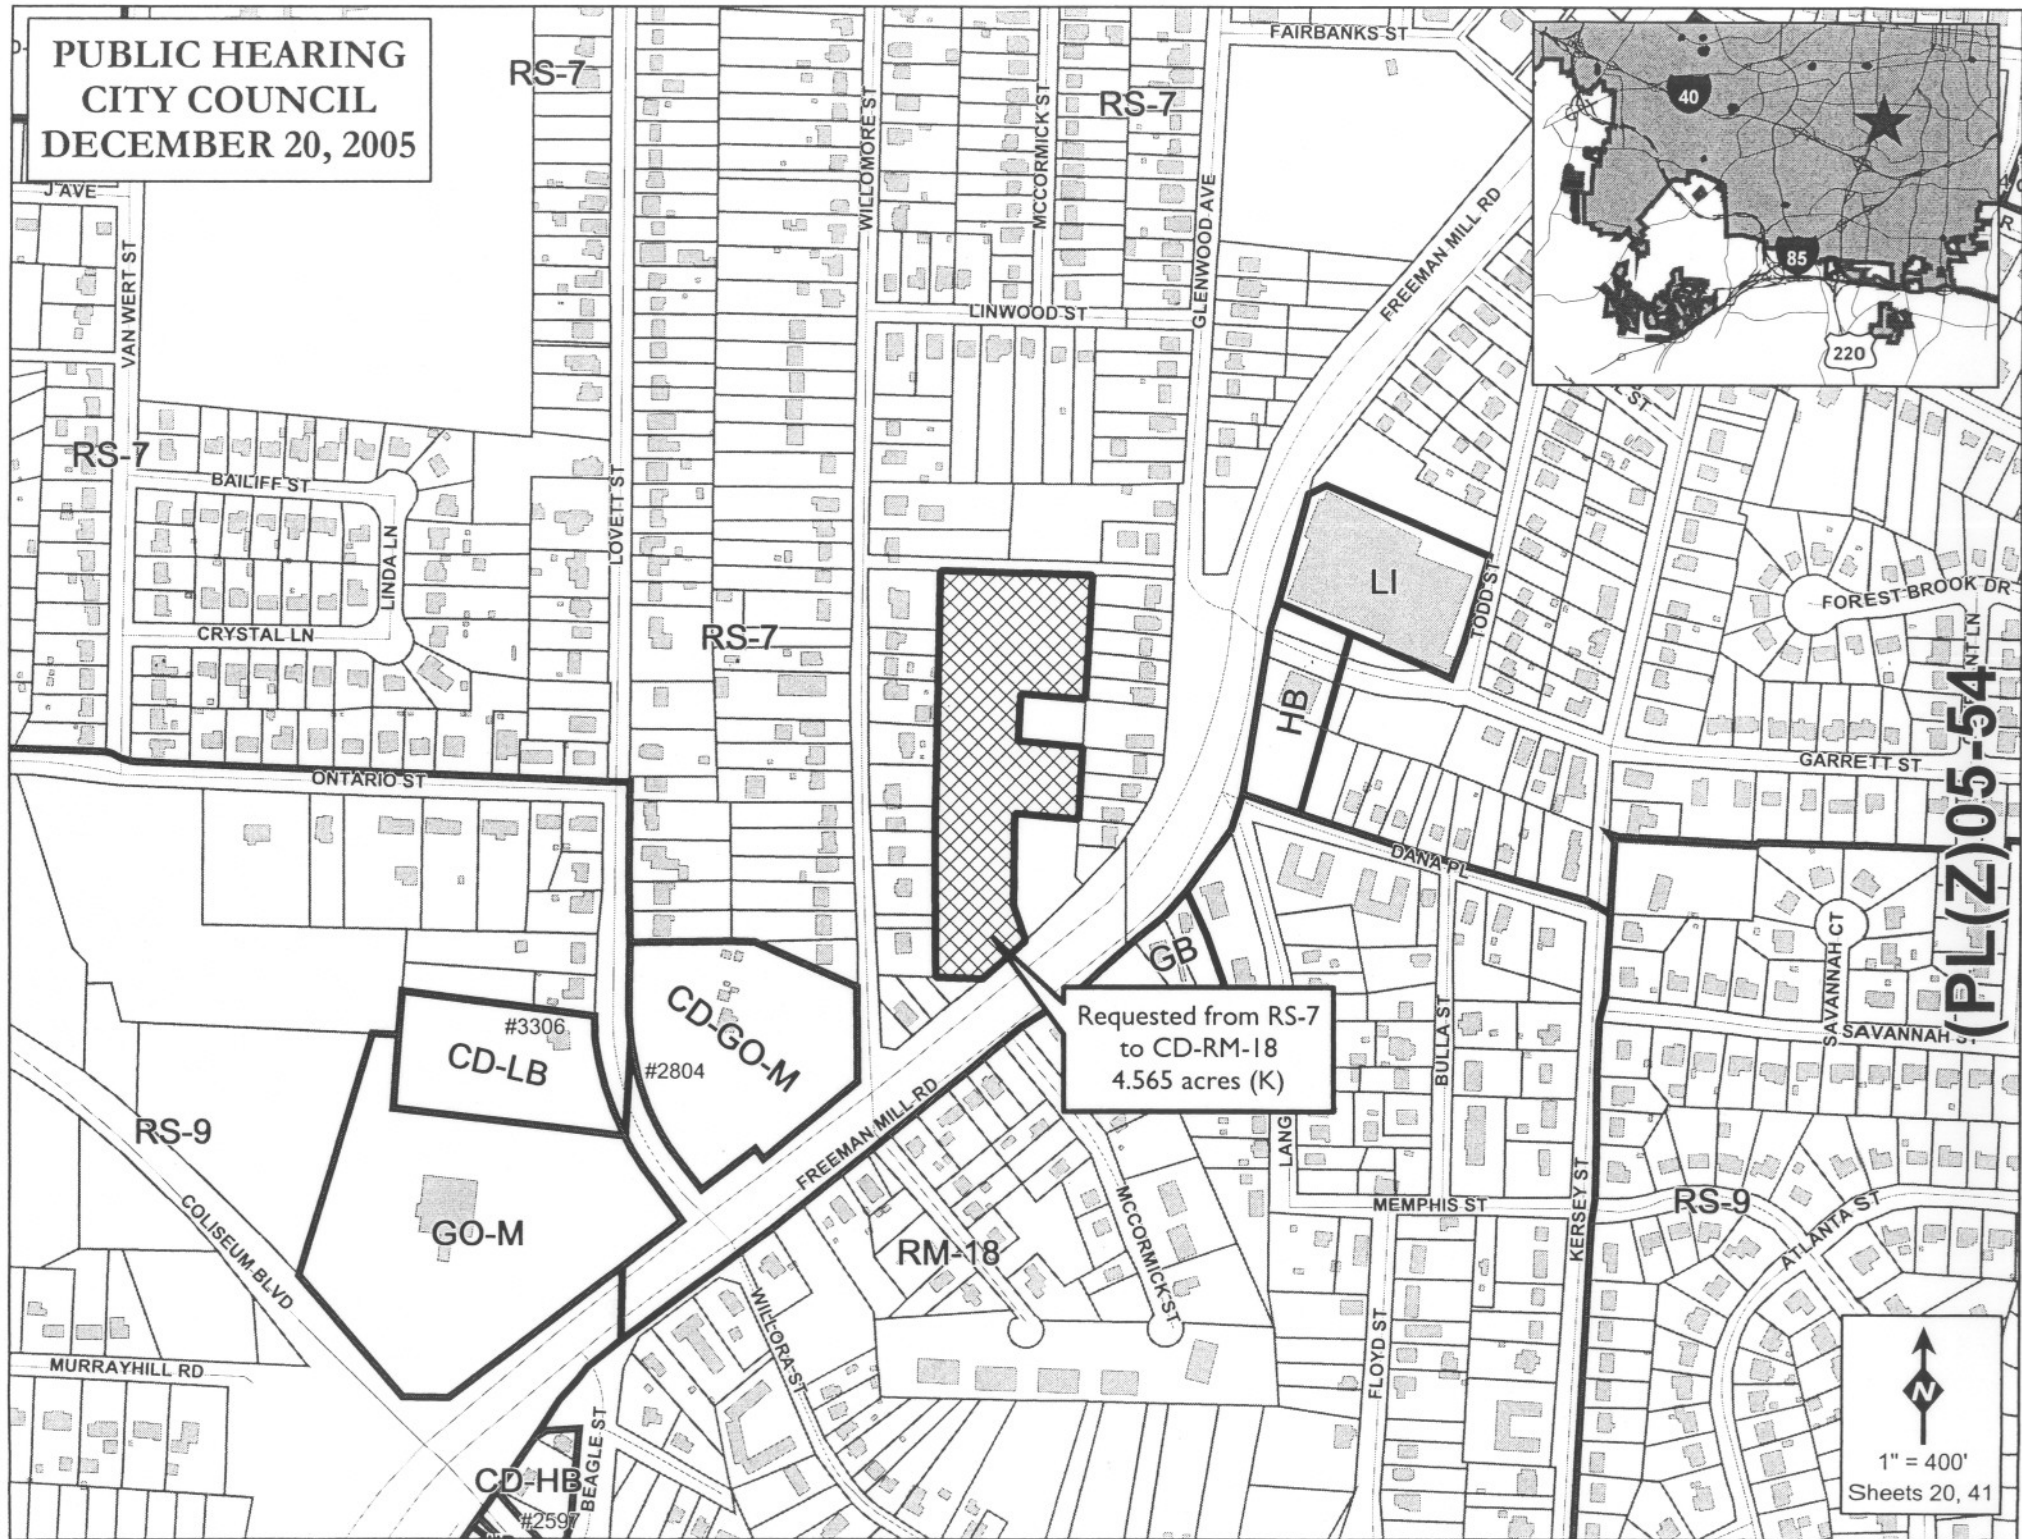 PUBLIC HEARING
CITY COUNCIL
DECEMBER 20, 2005
RS-7
RS-7
FAIRBANKS ST
40
85
220
J AVE
VAN WERT ST
WILLOMORE ST
MCCORMICK ST
GLENWOOD AVE
FREEMAN MILL RD
LINWOOD ST
RS-7
BAILIFF ST
LINDA LN
LOVETT ST
CRYSTAL LN
RS-7
LI
TODD ST
FOREST BROOK DR
HB
(PL(Z)05-54
ONTARIO ST
GARRETT ST
DANA PL
SAVANNAH CT
SAVANNAH ST
GB
CD-GO-M
#2804
#3306
CD-LB
Requested from RS-7
to CD-RM-18
4.565 acres (K)
BULLA ST
LANG
KERSEY ST
RS-9
COLISEUM BLVD
GO-M
FREEMAN MILL RD
RM-18
MCCORMICK ST
MEMPHIS ST
RS-9
ATLANTA ST
WILLORA ST
FLOYD ST
MURRAYHILL RD
BEAGLE ST
CD-HB
#2597
N
1" = 400'
Sheets 20, 41